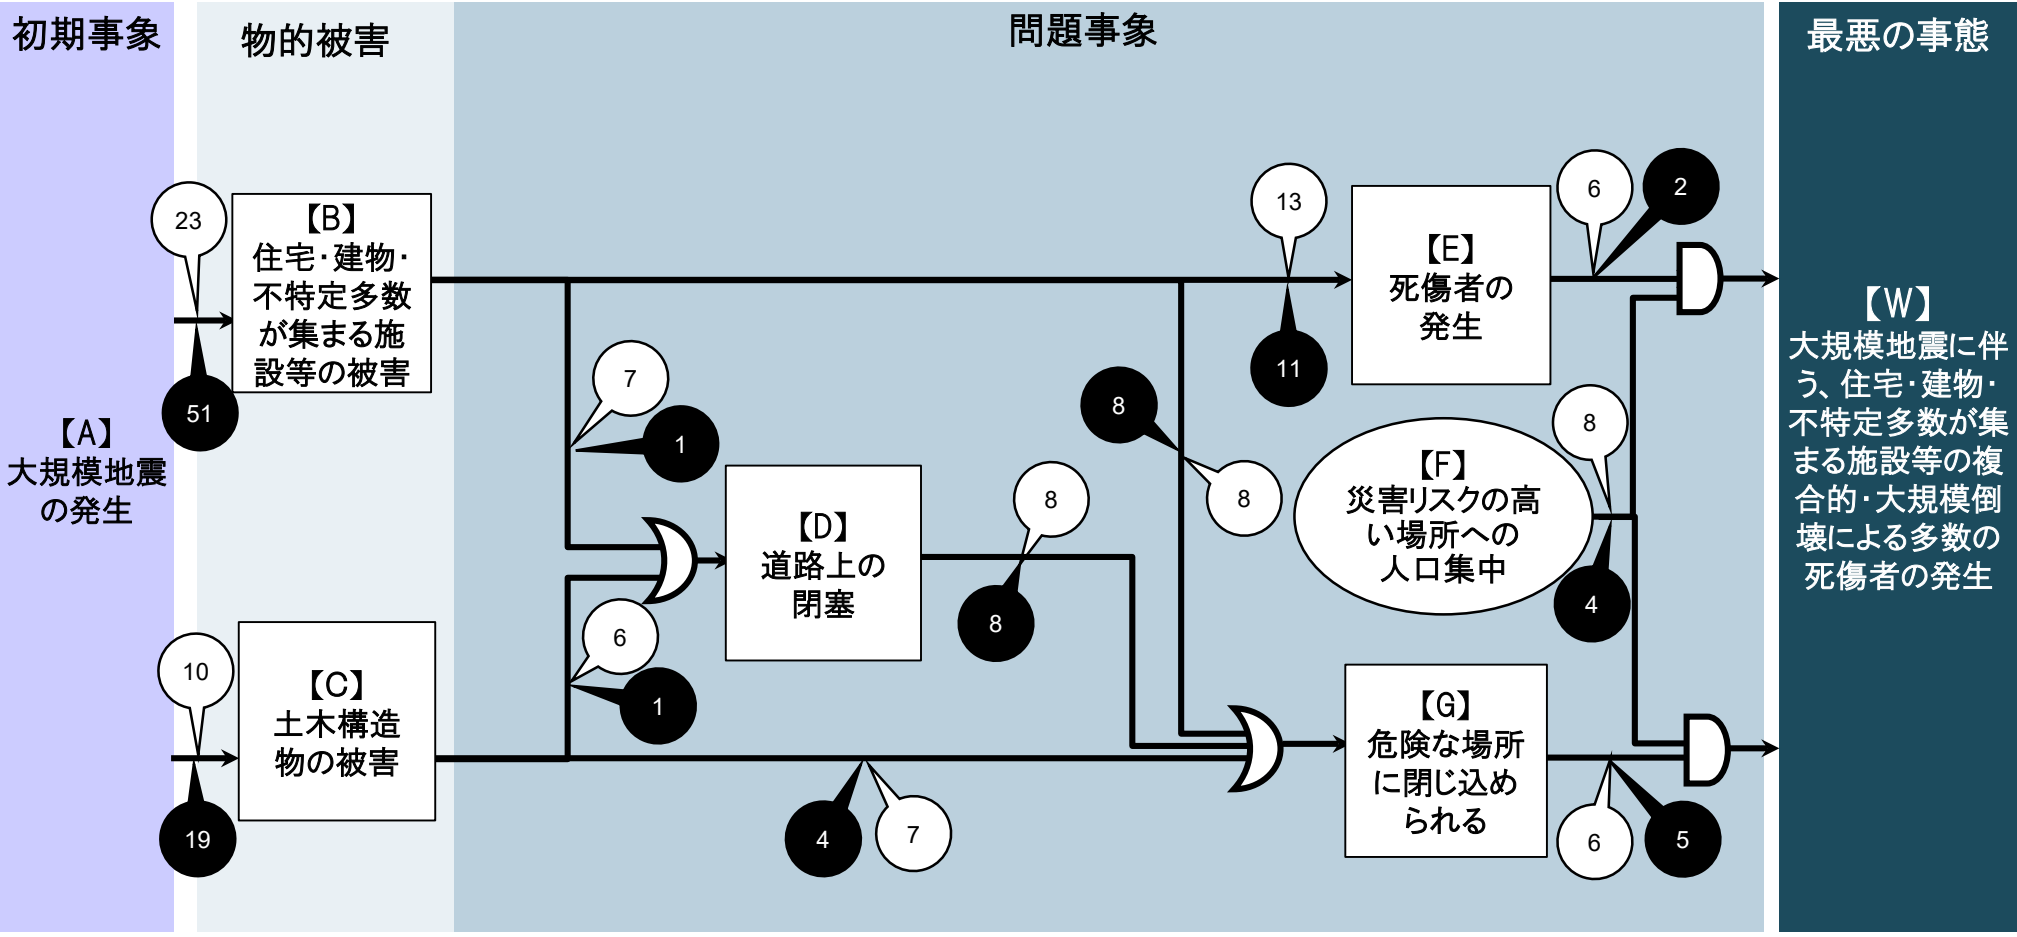 初期事象
物的被害
問題事象
最悪の事態
【A】
大規模地震
の発生
23
51
【B】
住宅・建物・
不特定多数
が集まる施
設等の被害
10
19
【C】
土木構造
物の被害
7
1
6
1
【D】
道路上の
閉塞
8
8
4
7
8
8
13
11
【E】
死傷者の
発生
6
2
【F】
災害リスクの高
い場所への
人口集中
8
4
【G】
危険な場所
に閉じ込め
られる
6
5
【W】
大規模地震に伴
う、住宅・建物・
不特定多数が集
まる施設等の複
合的・大規模倒
壊による多数の
死傷者の発生